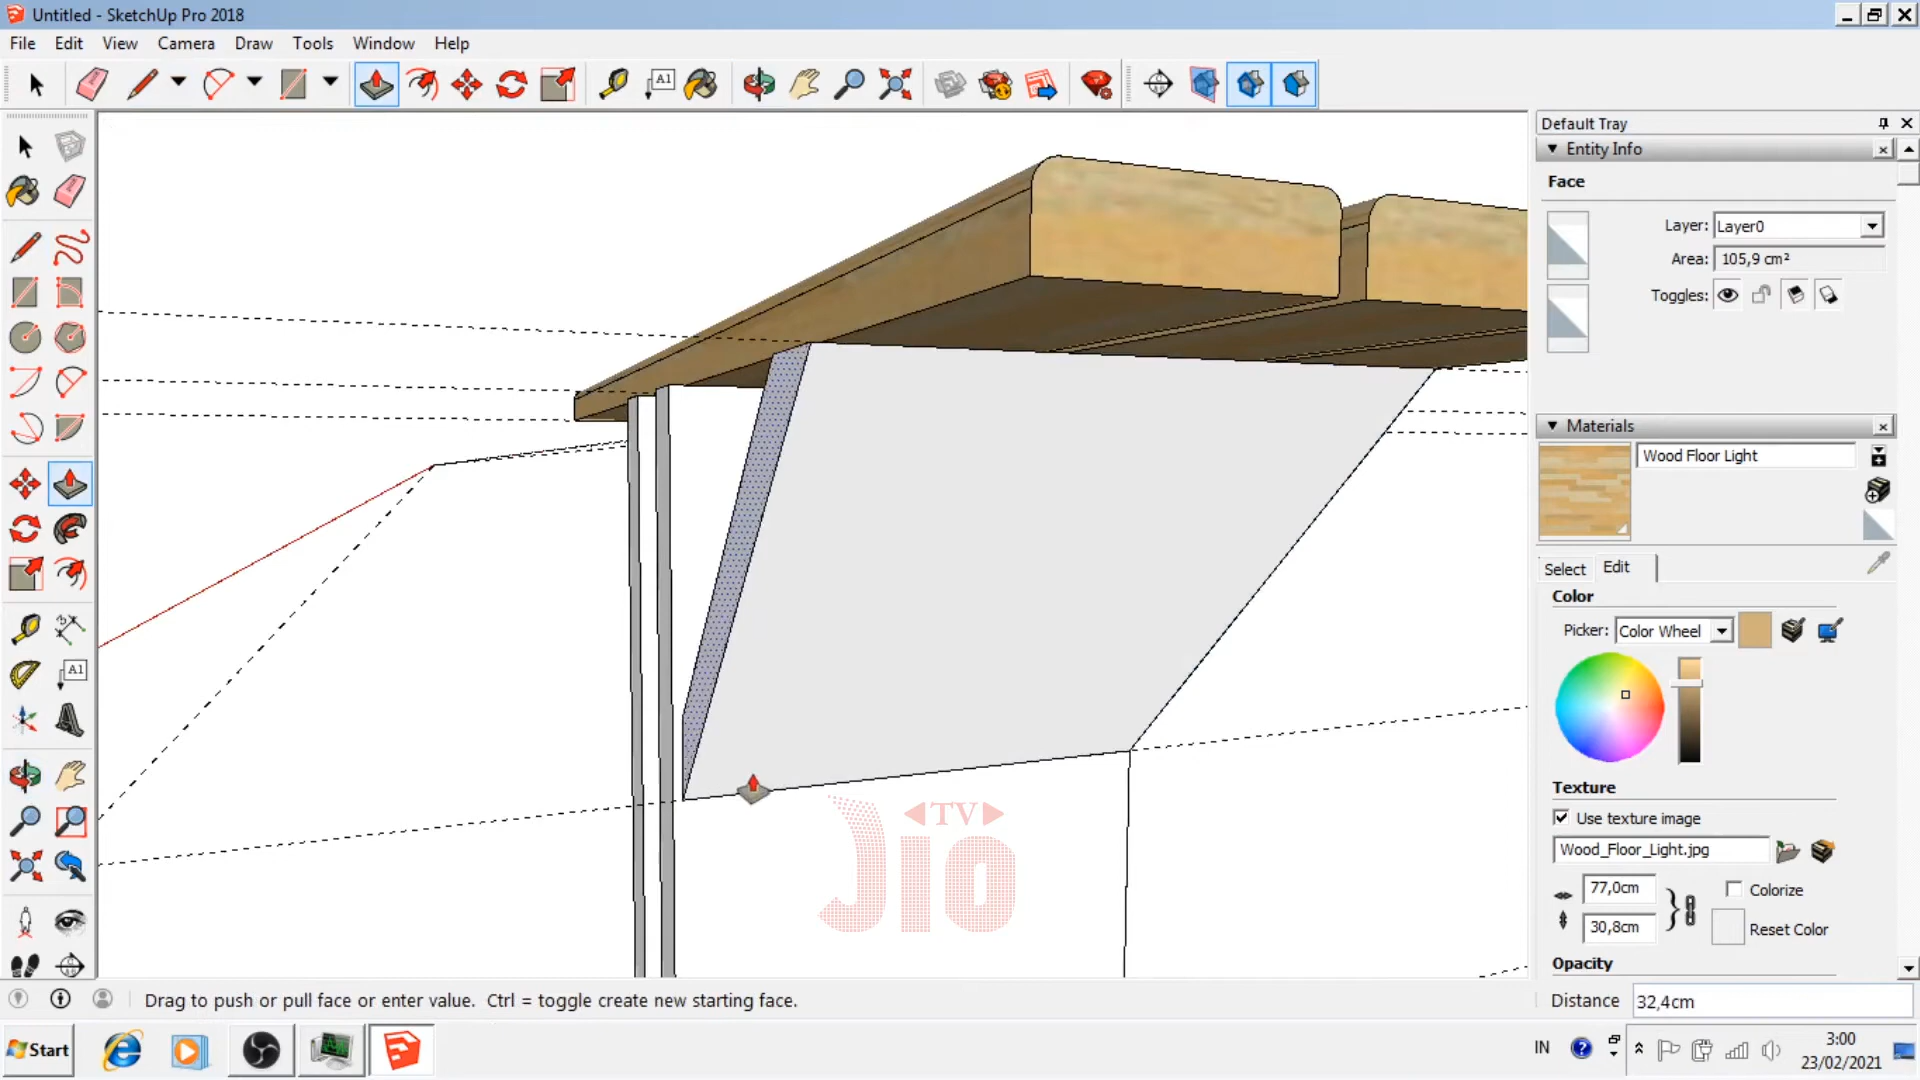 Untitled - SketchUp Pro 2018
File Edit View Camera Draw Tools Window Help
A1
Default Tray
Entity Info
Face
Layer: Layer0
Area: 105,9 cm²
Toggles:
Materials
Wood Floor Light
Select Edit
Color
Picker: Color Wheel
A1
Texture
Use texture image
Wood_Floor_Light.jpg
77,0cm
Colorize
30,8cm
Reset Color
Opacity
TV
JIO
Drag to push or pull face or enter value. Ctrl = toggle create new starting face.
Distance 32,4cm
Start
IN
3:00
23/02/2021